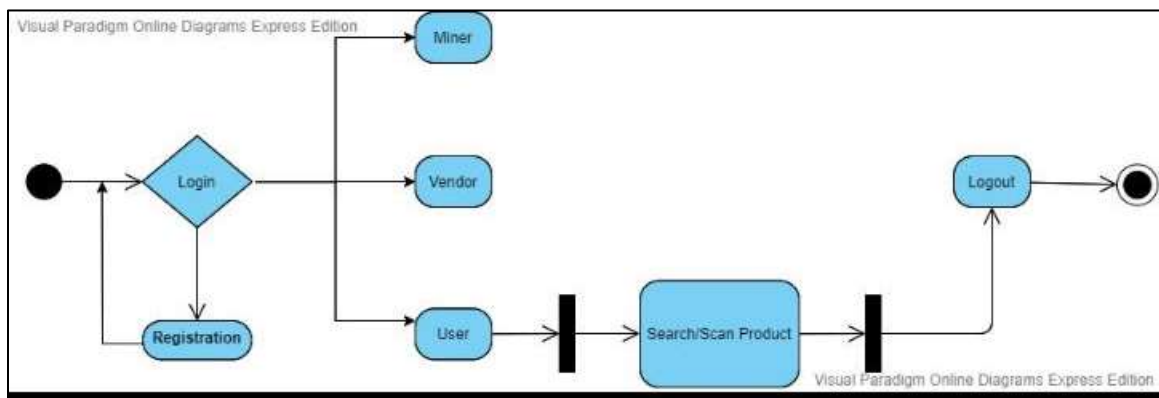 Visual Paradigm Online Diagrams Express Edition
Miner
Login
Vendor
Logout
Registration
User
Search/Scan Product
Visual Paradigm Online Diagrams Express Edition